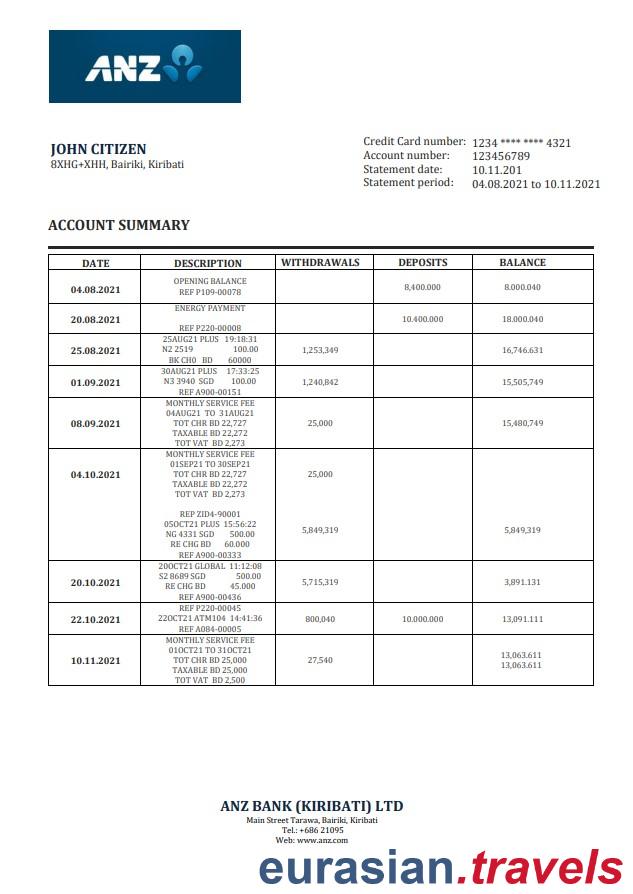 ANZ
JOHN CITIZEN
8XHG+XHH, Bairiki, Kiribati
Credit Card number: 1234 **** **** 4321
Account number: 123456789
Statement date: 10.11.201
Statement period: 04.08.2021 to 10.11.2021
ACCOUNT SUMMARY
DATE DESCRIPTION WITHDRAWALS DEPOSITS BALANCE
04.08.2021 OPENING BALANCE 8,400.000 8.000.040
REF P109-00078
20.08.2021 ENERGY PAYMENT 10.400.000 18.000.040
REF P220-00008
25.08.2021 25AUG21 PLUS 19:18:31
N2 2519 100.00 1,253,349 16,746.631
BK CH0 BD 60000
01.09.2021 30AUG21 PLUS 17:33:25
N3 3940 SGD 100.00 1,240,842 15,505,749
REF A900-00151
08.09.2021 MONTHLY SERVICE FEE
04AUG21 TO 31AUG21
TOT CHR BD 22,727 25,000 15,480,749
TAXABLE BD 22,272
TOT VAT BD 2,273
04.10.2021 MONTHLY SERVICE FEE
01SEP21 TO 30SEP21
TOT CHR BD 22,727 25,000
TAXABLE BD 22,272
TOT VAT BD 2,273
REP ZID4-90001
05OCT21 PLUS 15:56:22
NG 4331 SGD 500.00 5,849,319 5,849,319
RE CHG BD 60.000
REF A900-00333
20.10.2021 20OCT21 GLOBAL 11:12:08
S2 8689 SGD 500.00 5,715,319 3,891.131
RE CHG BD 45.000
REF A900-00436
22.10.2021 REF P220-00045
22OCT21 ATM104 14:41:36 800,040 10.000.000 13,091.111
REF A084-00005
10.11.2021 MONTHLY SERVICE FEE
01OCT21 TO 31OCT21 13,063.611
TOT CHR BD 25,000 27,540 13,063.611
TAXABLE BD 25,000
TOT VAT BD 2,500
ANZ BANK (KIRIBATI) LTD
Main Street Tarawa, Bairiki, Kiribati
Tel.: +686 21095
Web: www.anz.com
eurasian.travels